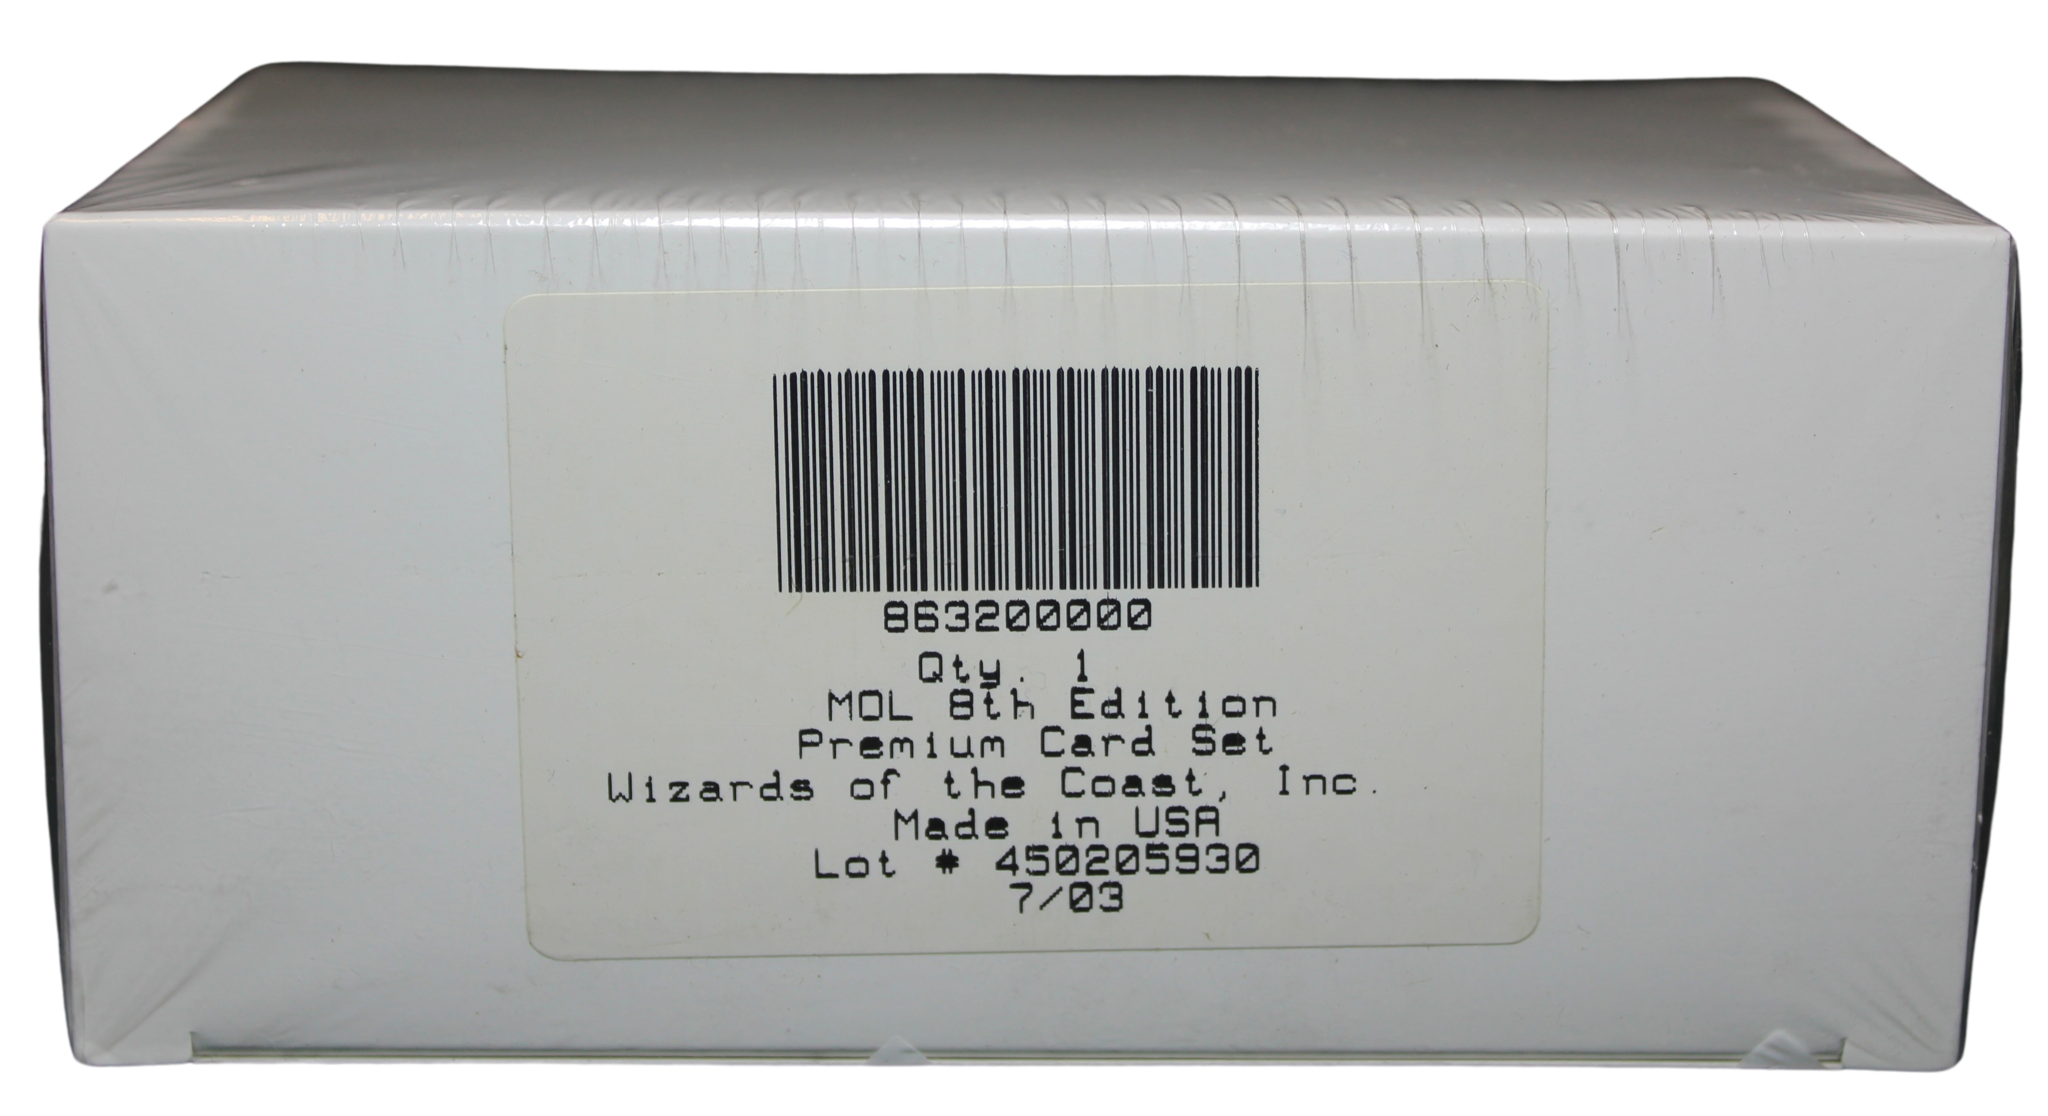 863200000
Qty. 1
MOL 8th Edition
Premium Card Set
Wizards of the Coast, Inc.
Made in USA
Lot # 450205930
7/03